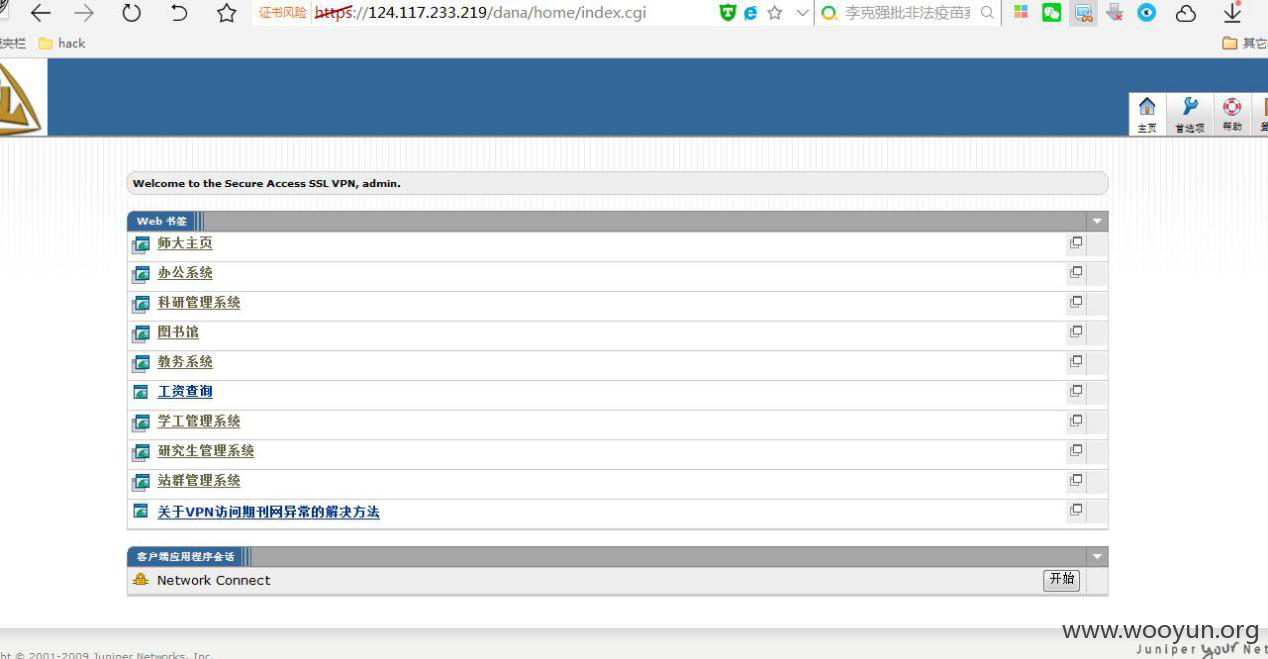 证书风险 https://124.117.233.219/dana/home/index.cgi 李克强批非法疫苗案
夹栏 hack 其它
主页 首选项 帮助
Welcome to the Secure Access SSL VPN, admin.
Web 书签
师大主页
办公系统
科研管理系统
图书馆
教务系统
工资查询
学工管理系统
研究生管理系统
站群管理系统
关于VPN访问期刊网异常的解决方法
客户端应用程序会话
Network Connect 开始
www.wooyun.org
ht © 2001-2009 Juniper Networks, Inc.
Juniper your Net